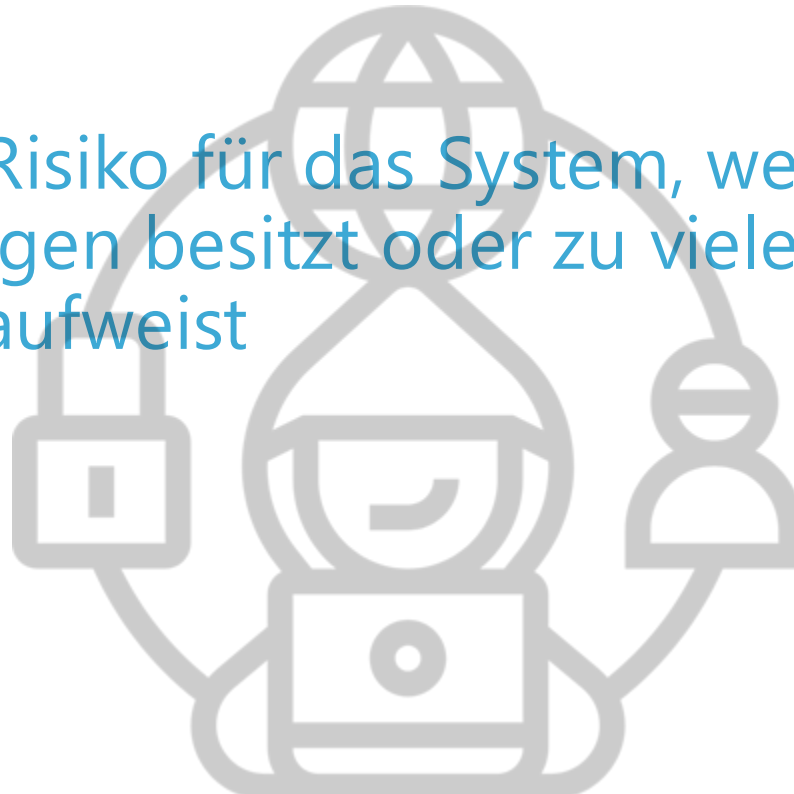 Risiko für das System, we
gen besitzt oder zu viele
aufweist